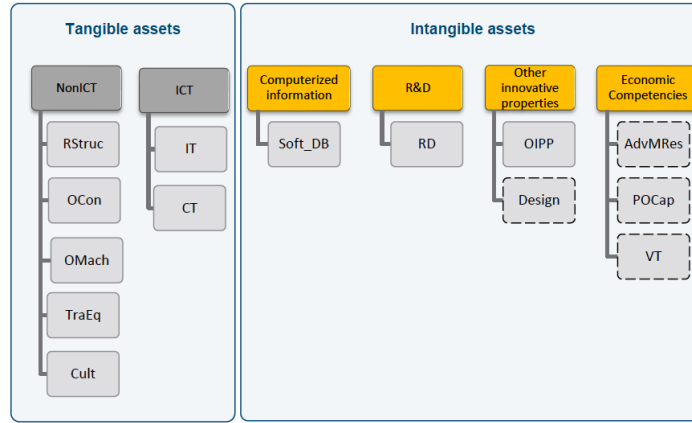 Tangible assets
NonICT
RStruc
OCon
OMach
TraEq
Cult
ICT
IT
CT
Intangible assets
Computerized
information
Soft_DB
R&D
RD
Other
innovative
properties
OIPP
Design
Economic
Competencies
AdvMRes
POCap
VT